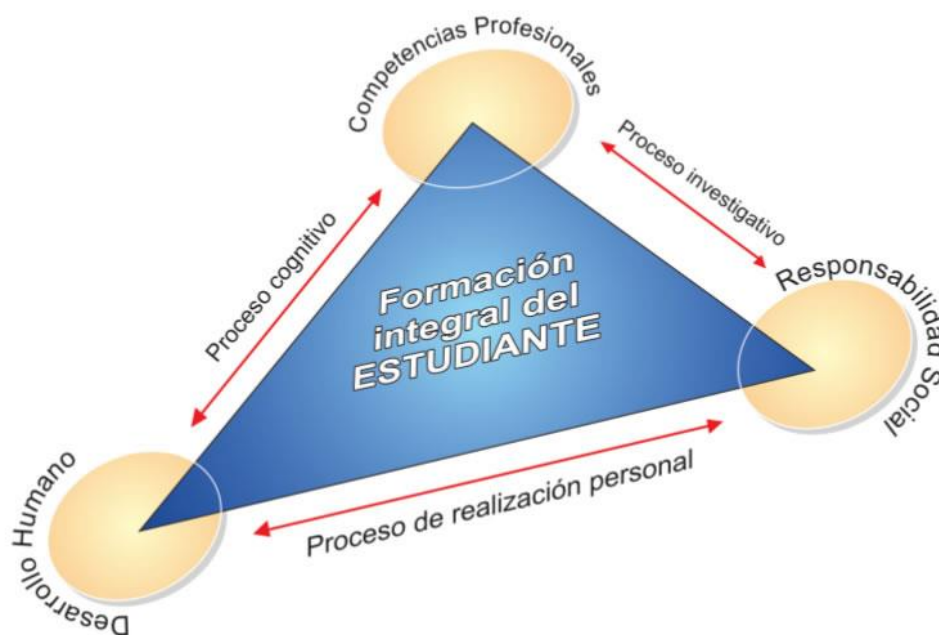 Competencias Profesionales
Proceso investigativo
Proceso cognitivo
Responsabilidad Social
Formación
integral del
ESTUDIANTE
Proceso de realización personal
Desarrollo Humano